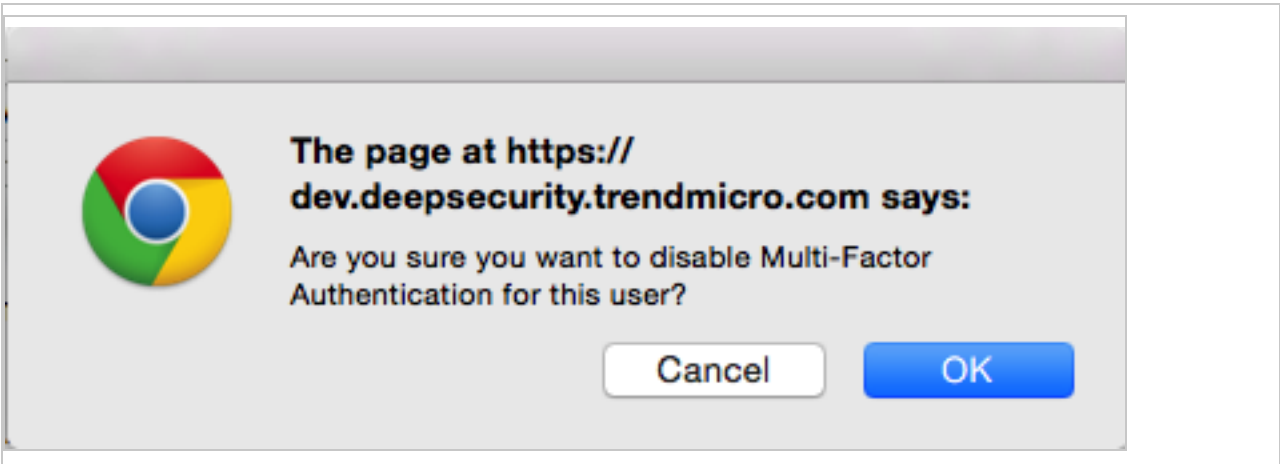 The page at https://
dev.deepsecurity.trendmicro.com says:
Are you sure you want to disable Multi-Factor
Authentication for this user?
Cancel OK